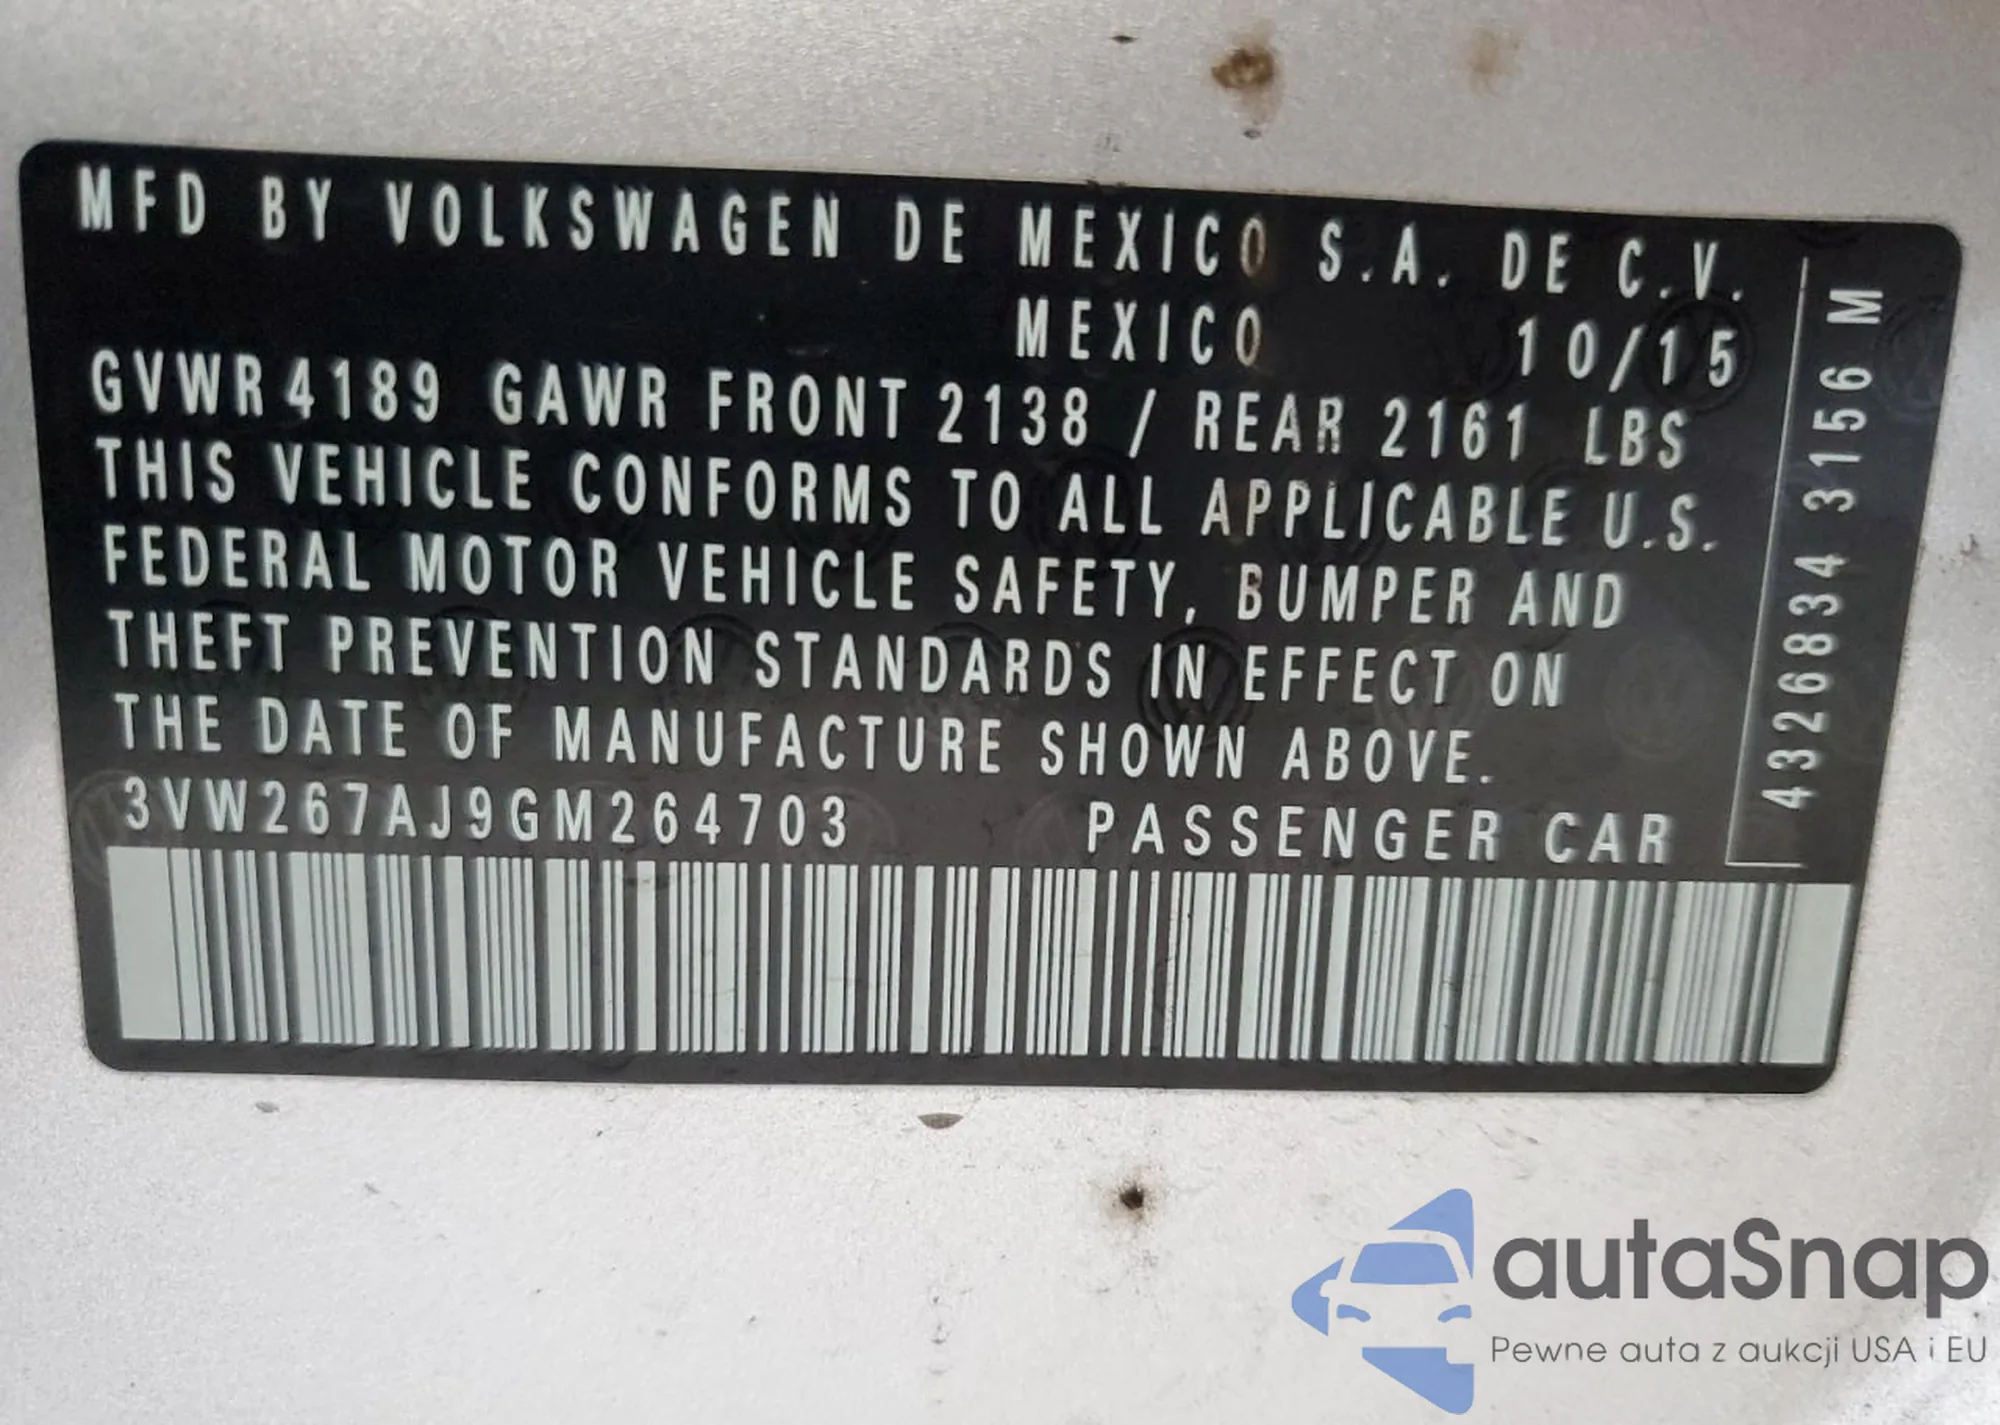 MFD BY VOLKSWAGEN DE MEXICO S.A. DE C.V.
MEXICO 10/15
GVWR 4189 GAWR FRONT 2138 / REAR 2161 LBS
THIS VEHICLE CONFORMS TO ALL APPLICABLE U.S.
FEDERAL MOTOR VEHICLE SAFETY, BUMPER AND
THEFT PREVENTION STANDARDS IN EFFECT ON
THE DATE OF MANUFACTURE SHOWN ABOVE.
3VW267AJ9GM264703 PASSENGER CAR
4326834 3156 M
autaSnap
Pewne auta z aukcji USA i EU